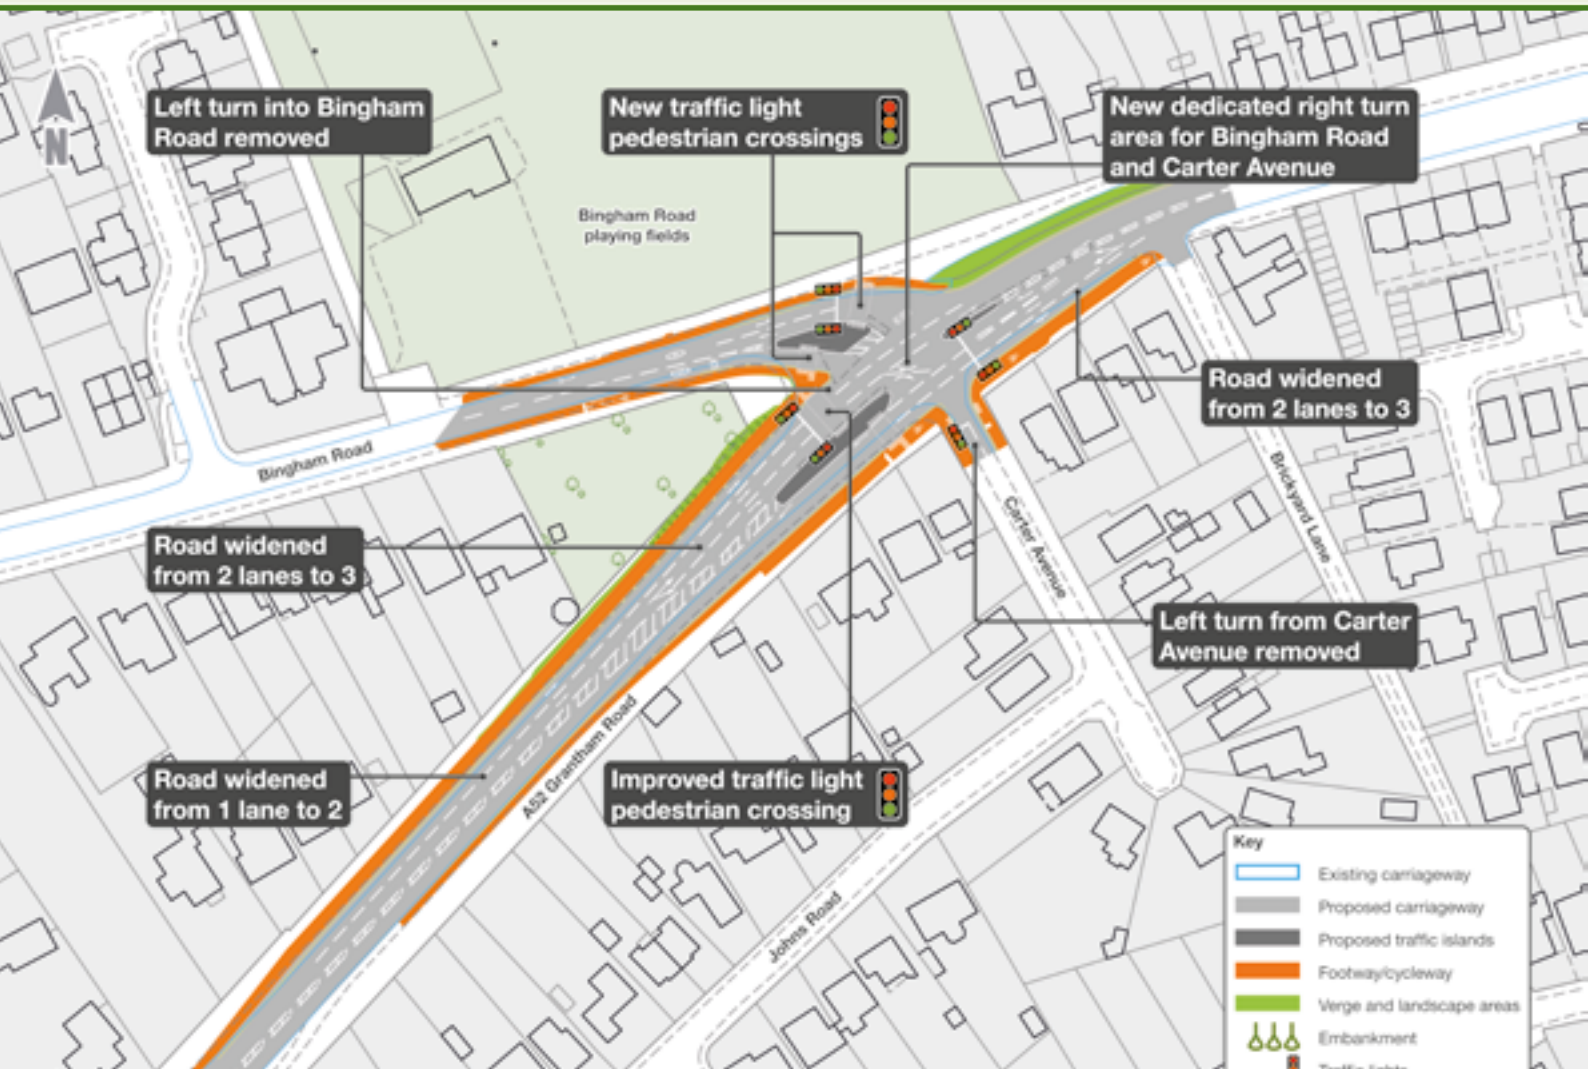 Left turn into Bingham
Road removed
New traffic light
pedestrian crossings
New dedicated right turn
area for Bingham Road
and Carter Avenue
N
Bingham Road
playing fields
Road widened
from 2 lanes to 3
Bingham Road
Brickyard Lane
Carter Avenue
Road widened
from 2 lanes to 3
Left turn from Carter
Avenue removed
A52 Grantham Road
Road widened
from 1 lane to 2
Improved traffic light
pedestrian crossing
Johns Road
Key
Existing carriageway
Proposed carriageway
Proposed traffic islands
Footway/cycleway
Verge and landscape areas
Embankment
Traffic lights